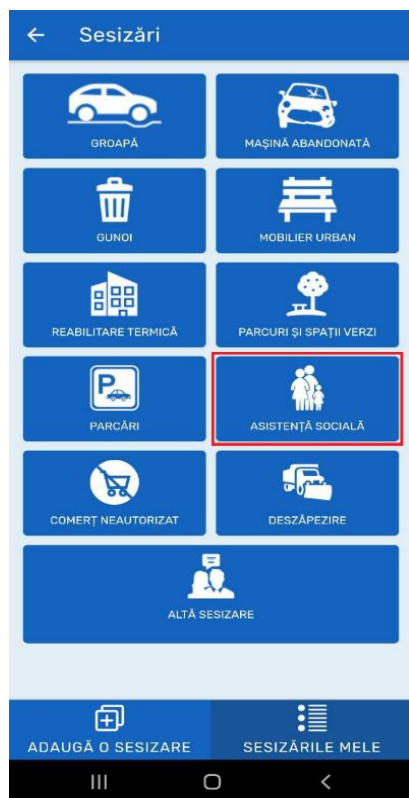 Sesizări
GROAPĂ
MAȘINĂ ABANDONATĂ
GUNOI
MOBILIER URBAN
REABILITARE TERMICĂ
PARCURI ȘI SPAȚII VERZI
P
PARCĂRI
ASISTENȚĂ SOCIALĂ
COMERȚ NEAUTORIZAT
DESZĂPEZIRE
ALTĂ SESIZARE
ADAUGĂ O SESIZARE
SESIZĂRILE MELE